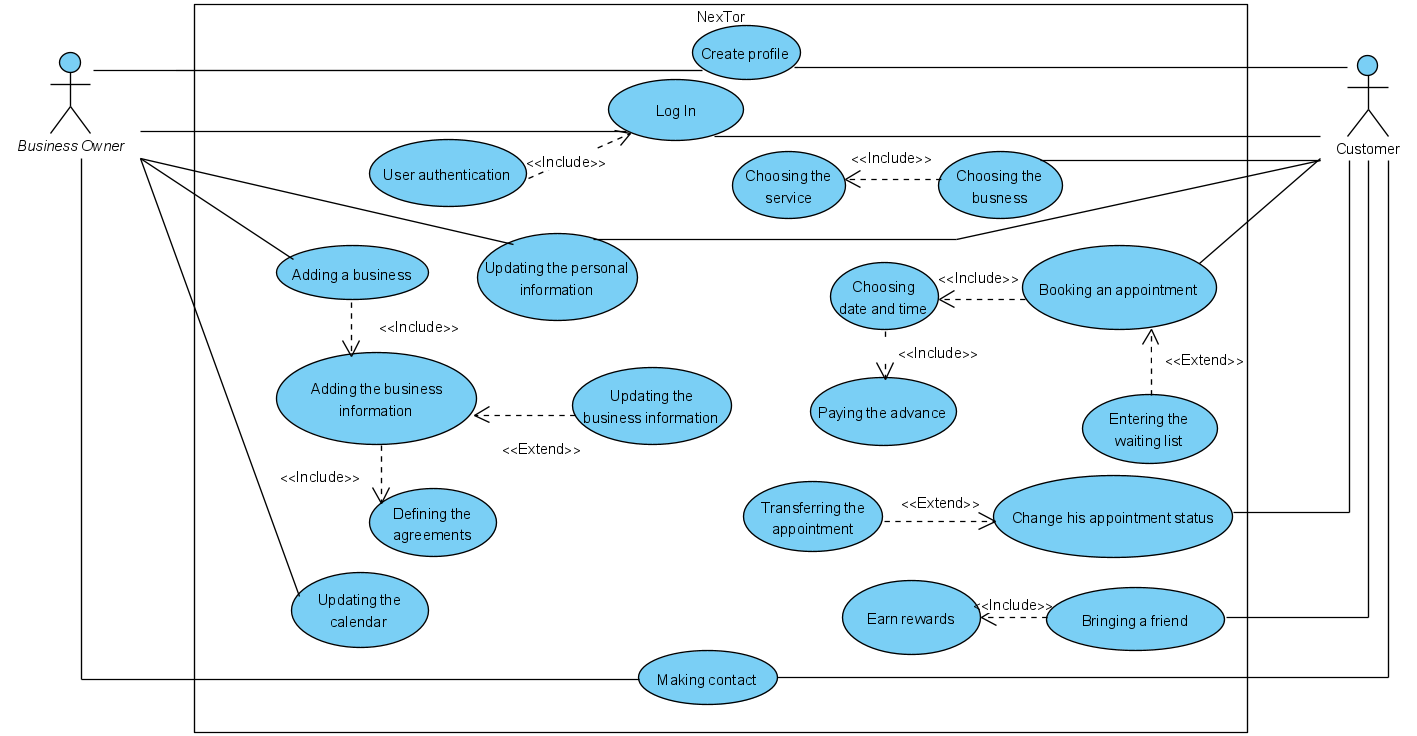 NexTor
Create profile
Log In
Business Owner
Customer
<<Include>>
User authentication
<<Include>>
Choosing the
service
Choosing the
busness
Updating the personal
information
Adding a business
<<Include>>
Choosing
date and time
<<Include>>
Booking an appointment
<<Include>>
<<Extend>>
Adding the business
information
Updating the
business information
<<Extend>>
Paying the advance
Entering the
waiting list
<<Include>>
Defining the
agreements
Transferring the
appointment
<<Extend>>
Change his appointment status
Updating the
calendar
Earn rewards
<<Include>>
Bringing a friend
Making contact